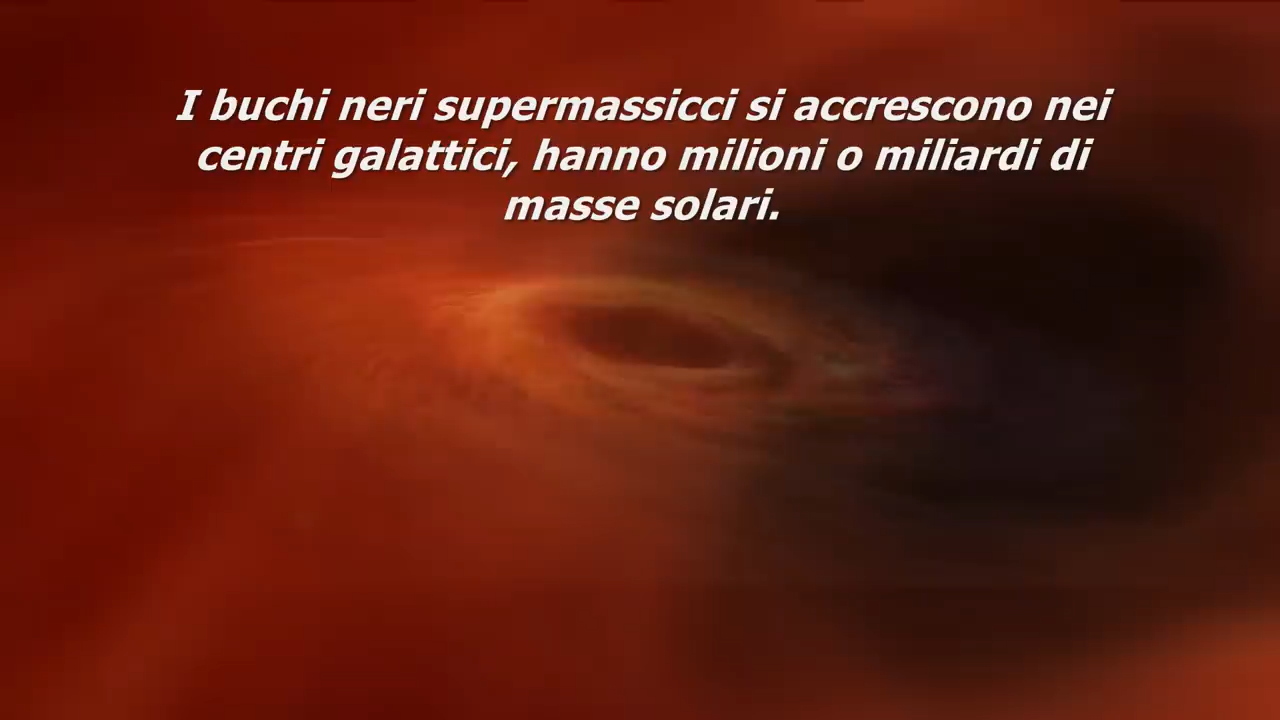 I buchi neri supermassicci si accrescono nei
centri galattici, hanno milioni o miliardi di
masse solari.